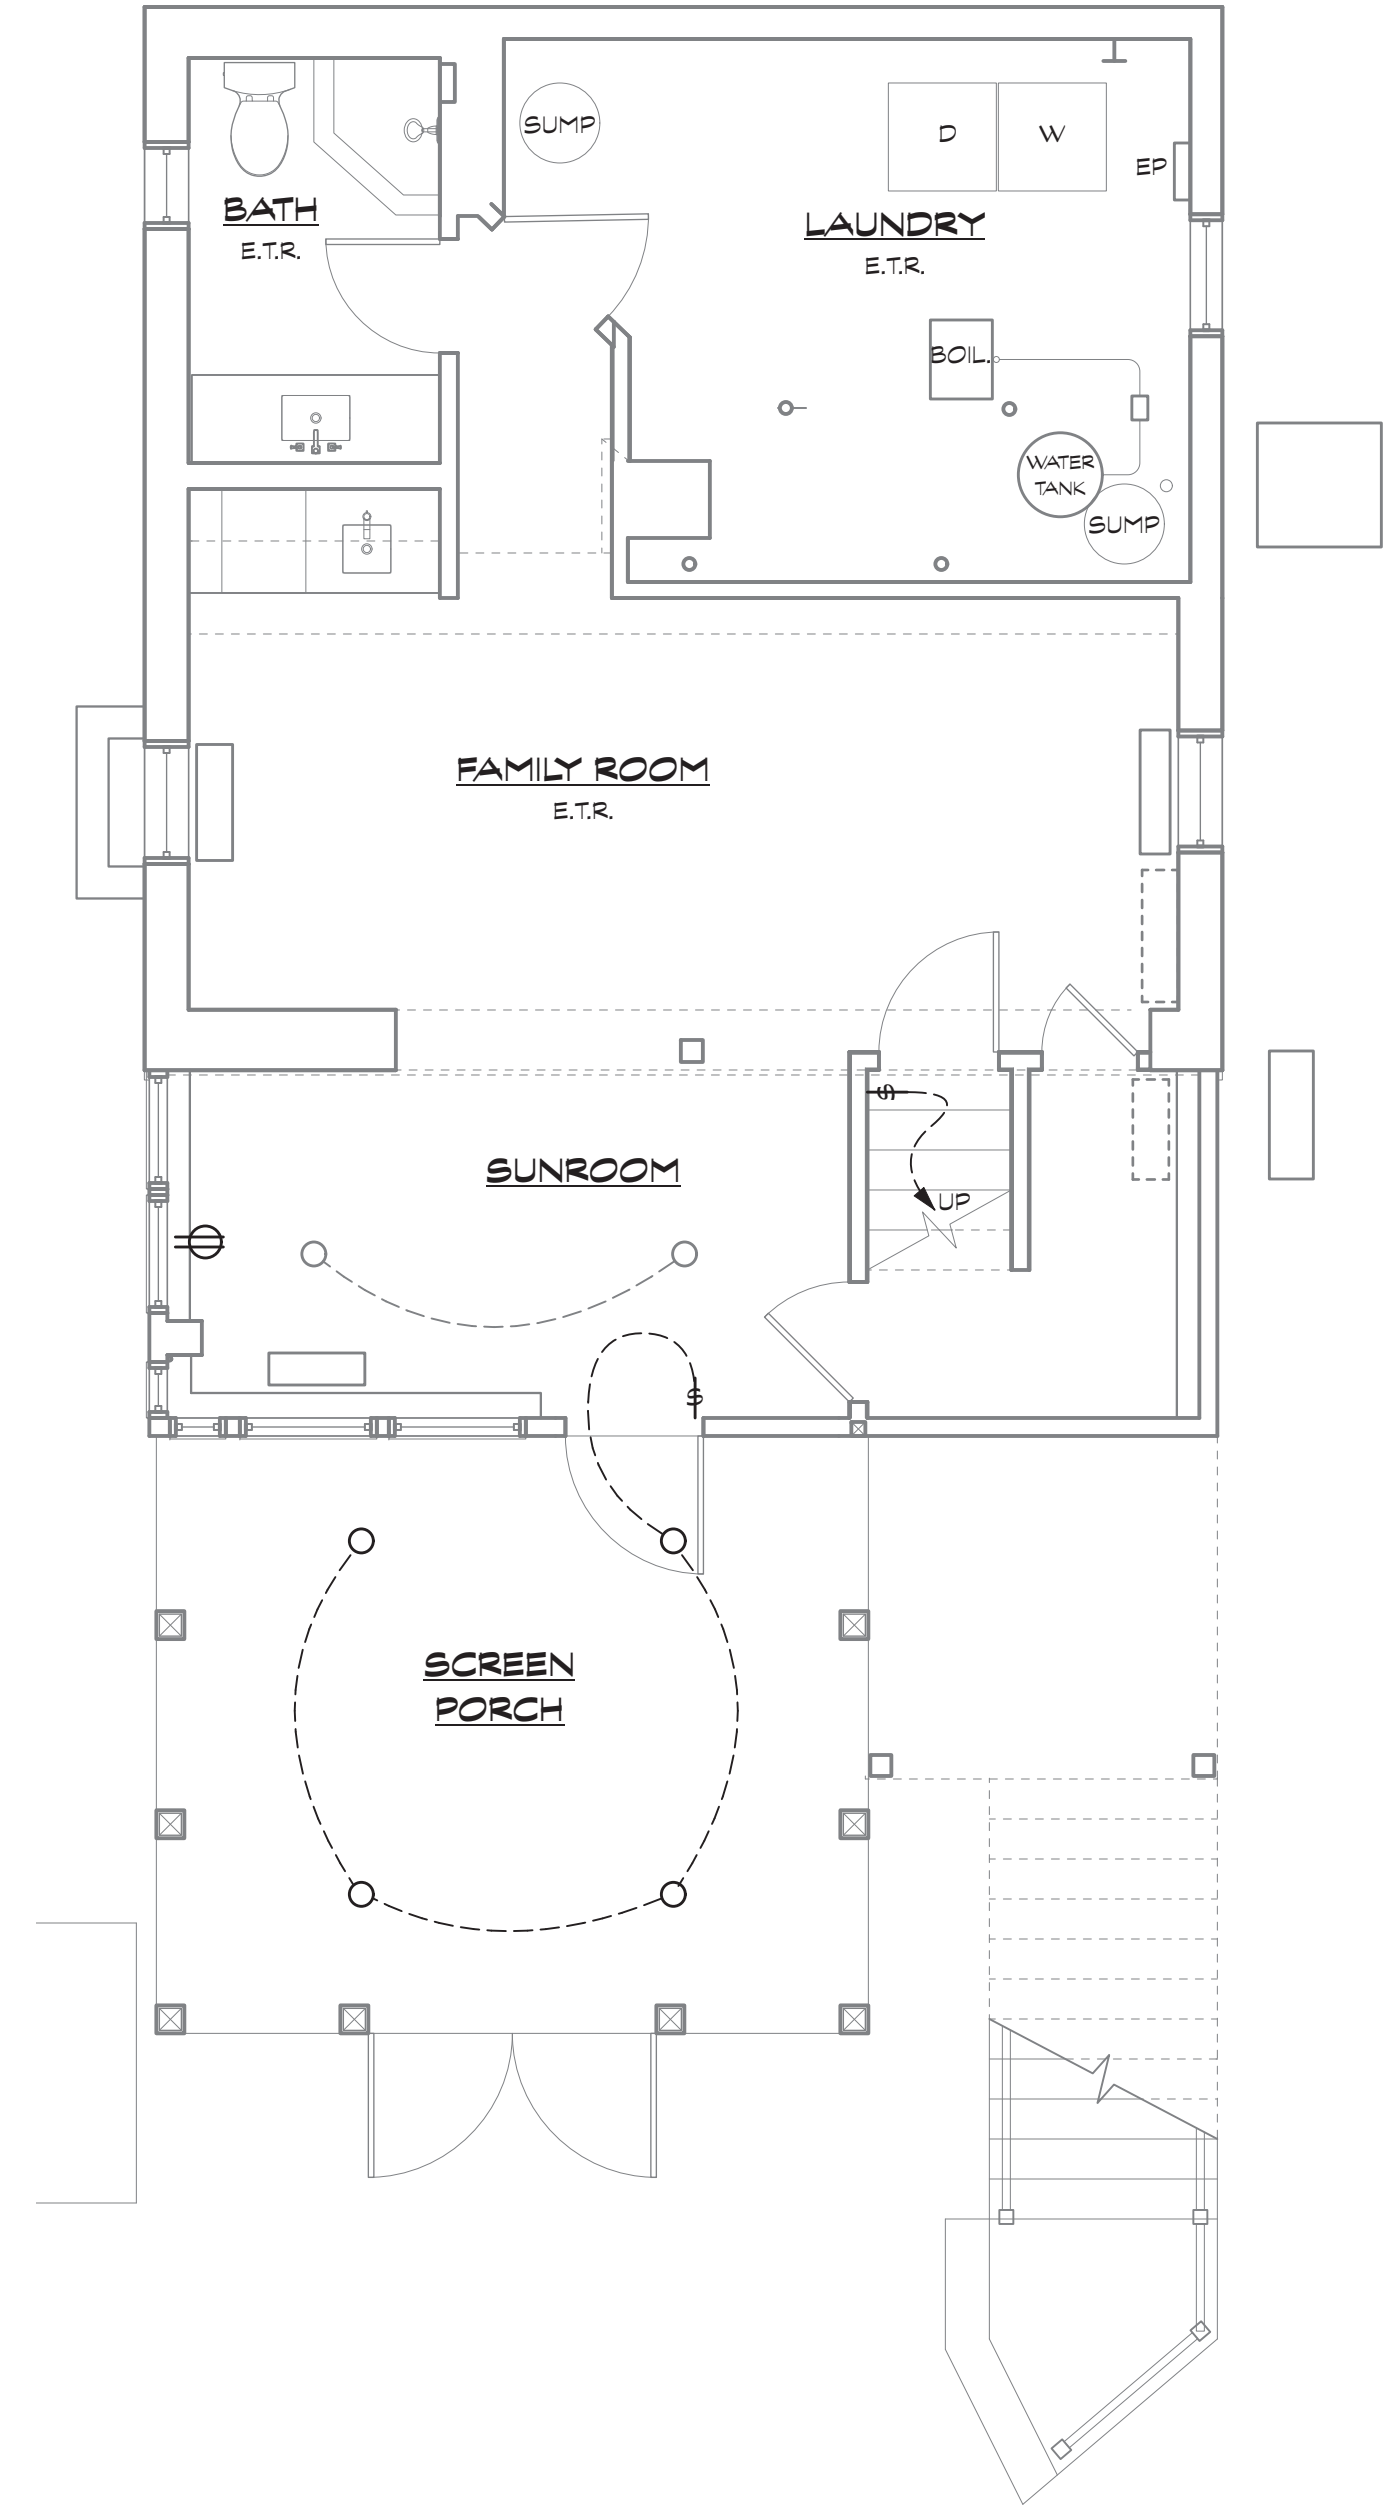 SUMP
D
W
EP
BATH
E.T.R.
LAUNDRY
E.T.R.
BOIL.
WATER
TANK
SUMP
FAMILY ROOM
E.T.R.
$
SUNROOM
UP
$
SCREEN
PORCH